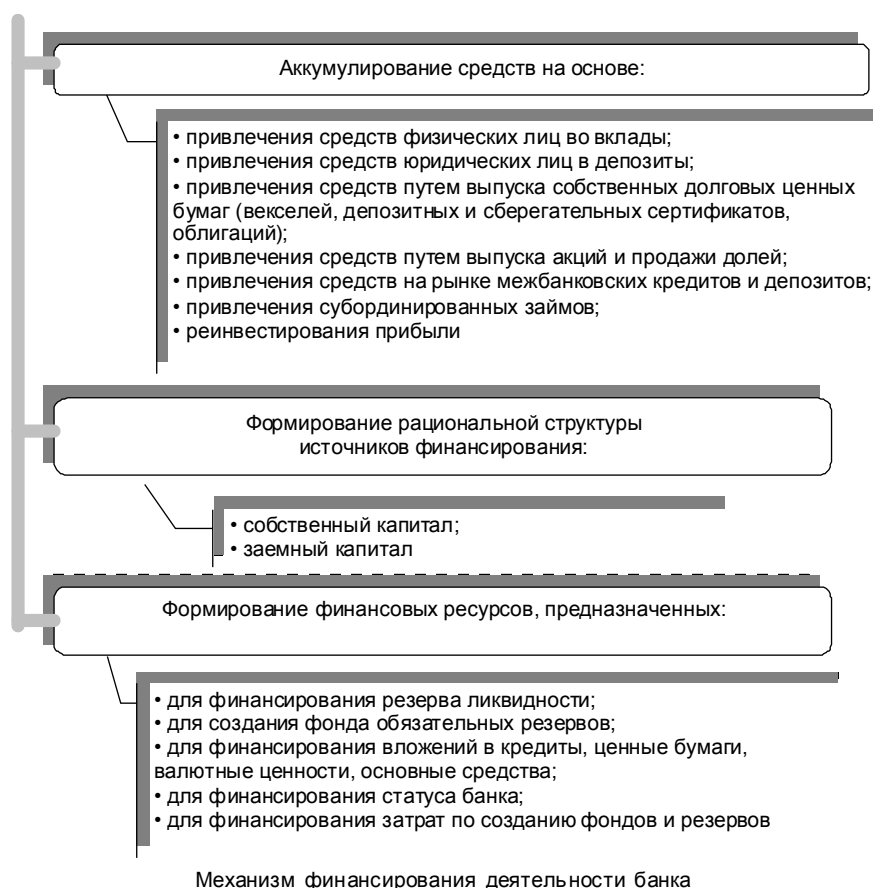 Аккумулирование средств на основе:
• привлечения средств физических лиц во вклады;
• привлечения средств юридических лиц в депозиты;
• привлечения средств путем выпуска собственных долговых ценных
бумаг (векселей, депозитных и сберегательных сертификатов,
облигаций);
• привлечения средств путем выпуска акций и продажи долей;
• привлечения средств на рынке межбанковских кредитов и депозитов;
• привлечения субординированных займов;
• реинвестирования прибыли
Формирование рациональной структуры
источников финансирования:
• собственный капитал;
• заемный капитал
Формирование финансовых ресурсов, предназначенных:
• для финансирования резерва ликвидности;
• для создания фонда обязательных резервов;
• для финансирования вложений в кредиты, ценные бумаги,
валютные ценности, основные средства;
• для финансирования статуса банка;
• для финансирования затрат по созданию фондов и резервов
Механизм финансирования деятельности банка